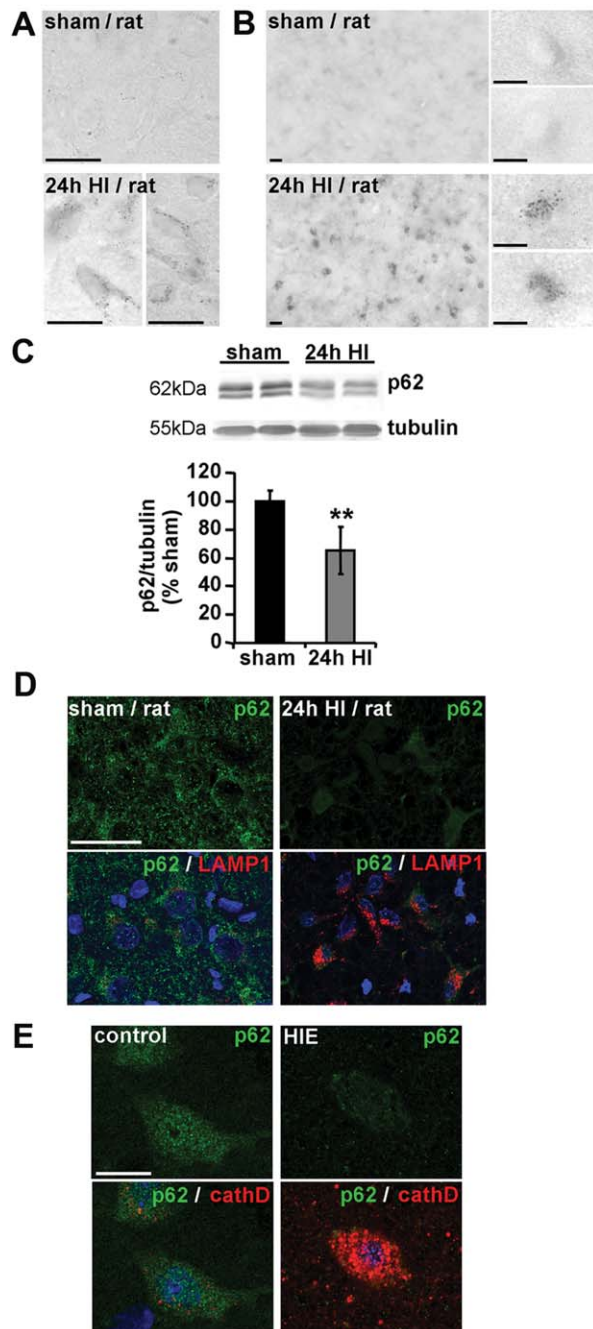 A
sham / rat
24h HI / rat
B
sham / rat
24h HI / rat
C
sham 24h HI
62kDa p62
55kDa tubulin
p62/tubulin
(% sham)
120
100
80
60
40
20
0
**
sham 24h HI
D
sham / rat p62
24h HI / rat p62
p62 / LAMP1
p62 / LAMP1
E
control p62
HIE p62
p62 / cathD
p62 / cathD